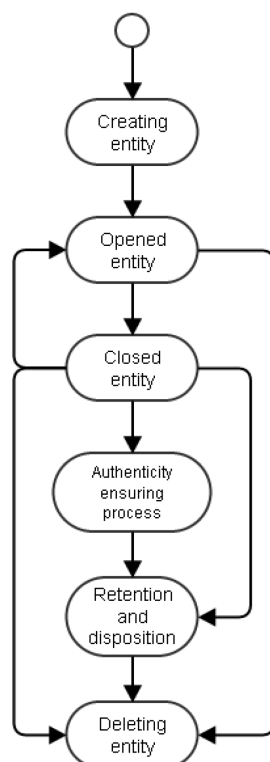 Creating
entity
Opened
entity
Closed
entity
Authenticity
ensuring
process
Retention
and
disposition
Deleting
entity